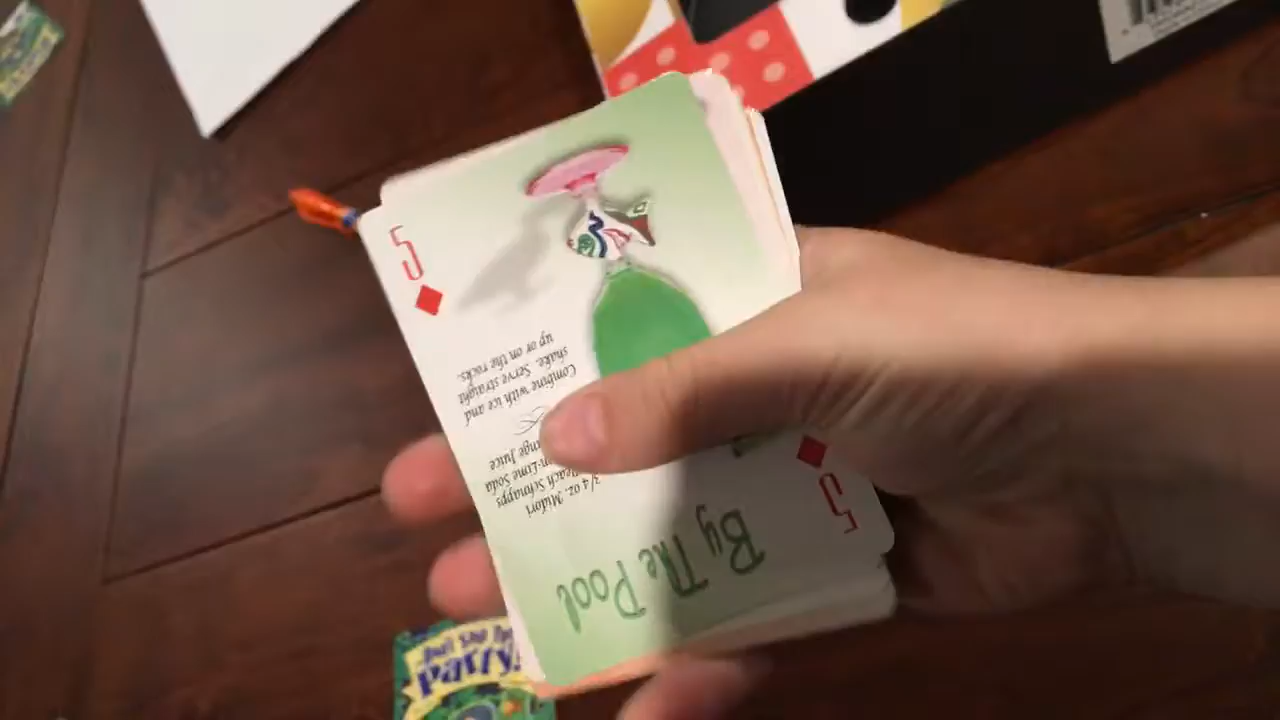 5
By The Pool
3/4 oz. Midori
Peach Schnapps
Lime Soda
Juice
Combine with ice and
shake. Serve straight
up or on the rocks.
5
Party